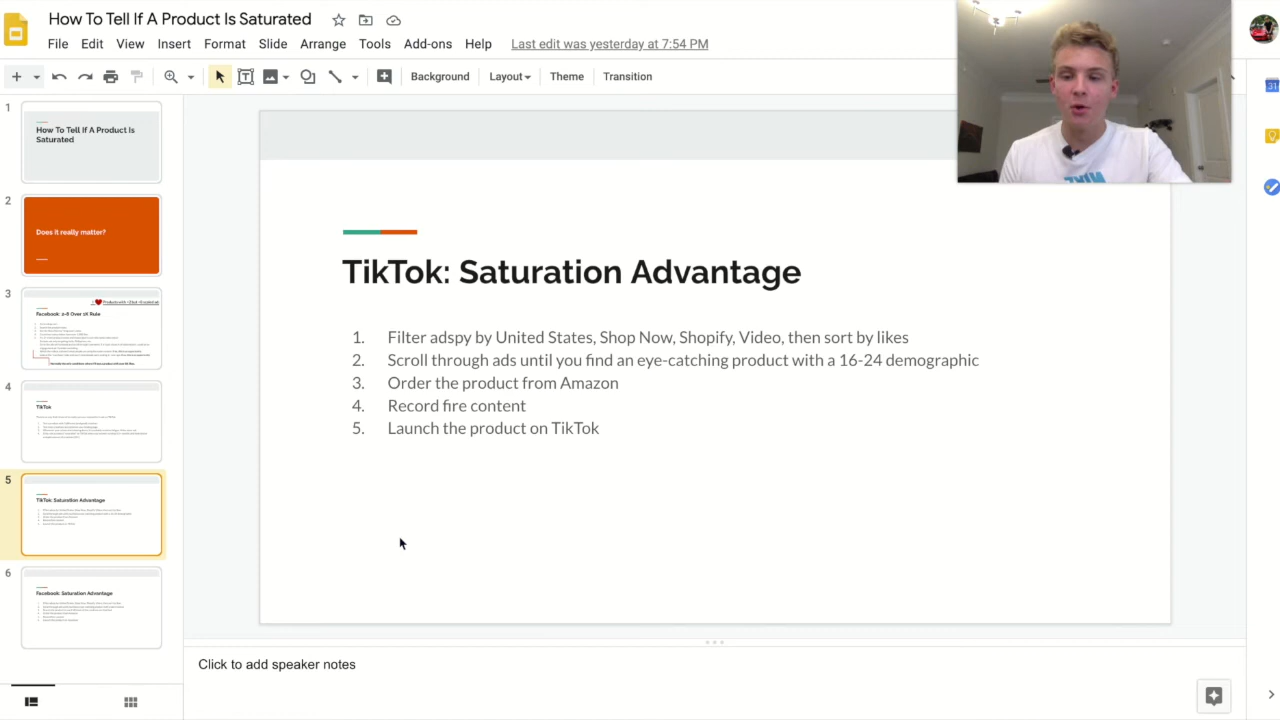 How To Tell If A Product Is Saturated
File Edit View Insert Format Slide Arrange Tools Add-ons Help Last edit was yesterday at 7:54 PM
Background Layout Theme Transition
1
How To Tell If A Product Is
Saturated
2
Does it really matter?
3
Facebook: 2-8 Over 1K Rule
4
TikTok
5
TikTok: Saturation Advantage
6
Facebook: Saturation Advantage
TikTok: Saturation Advantage
1. Filter adspy by United States, Shop Now, Shopify, Video, then sort by likes
2. Scroll through ads until you find an eye-catching product with a 16-24 demographic
3. Order the product from Amazon
4. Record fire content
5. Launch the product on TikTok
Click to add speaker notes
31